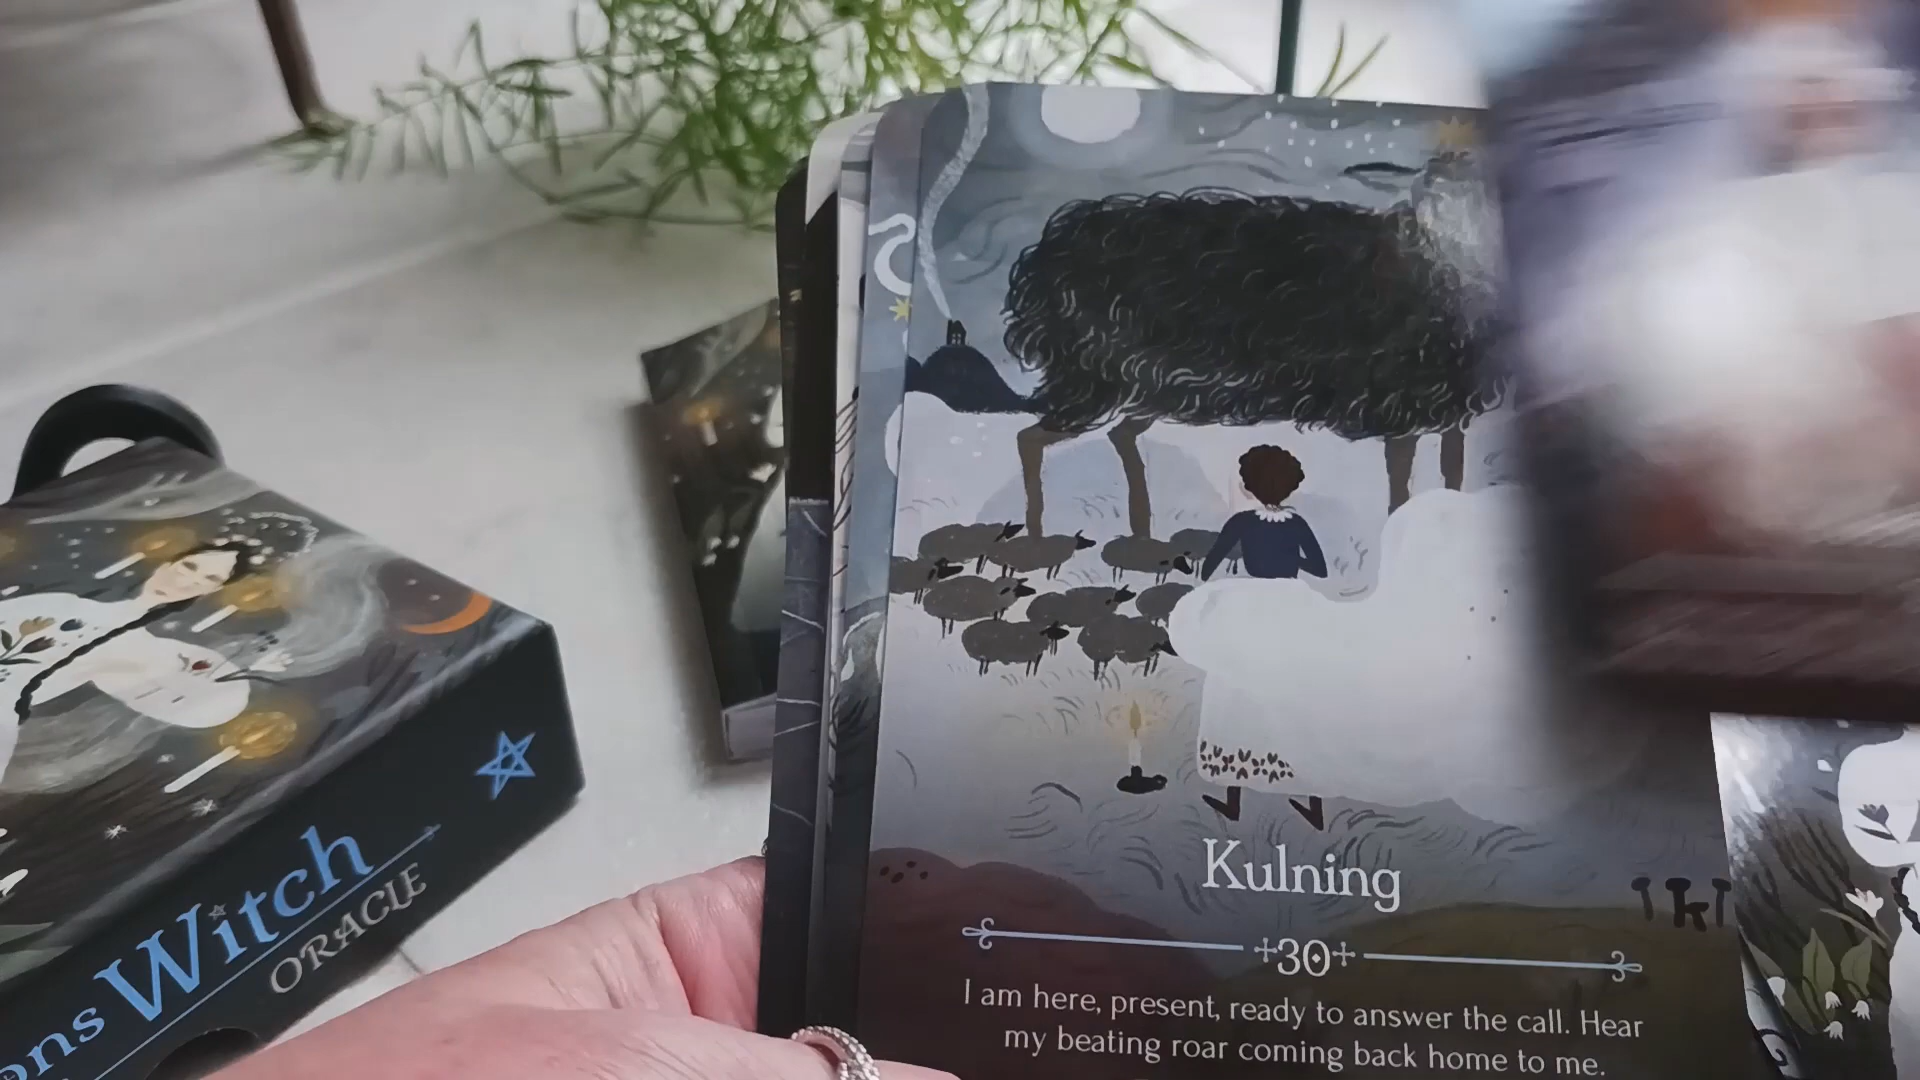 Kulning
30
I am here, present, ready to answer the call. Hear
my beating roar coming back home to me.
ons Witch
ORACLE